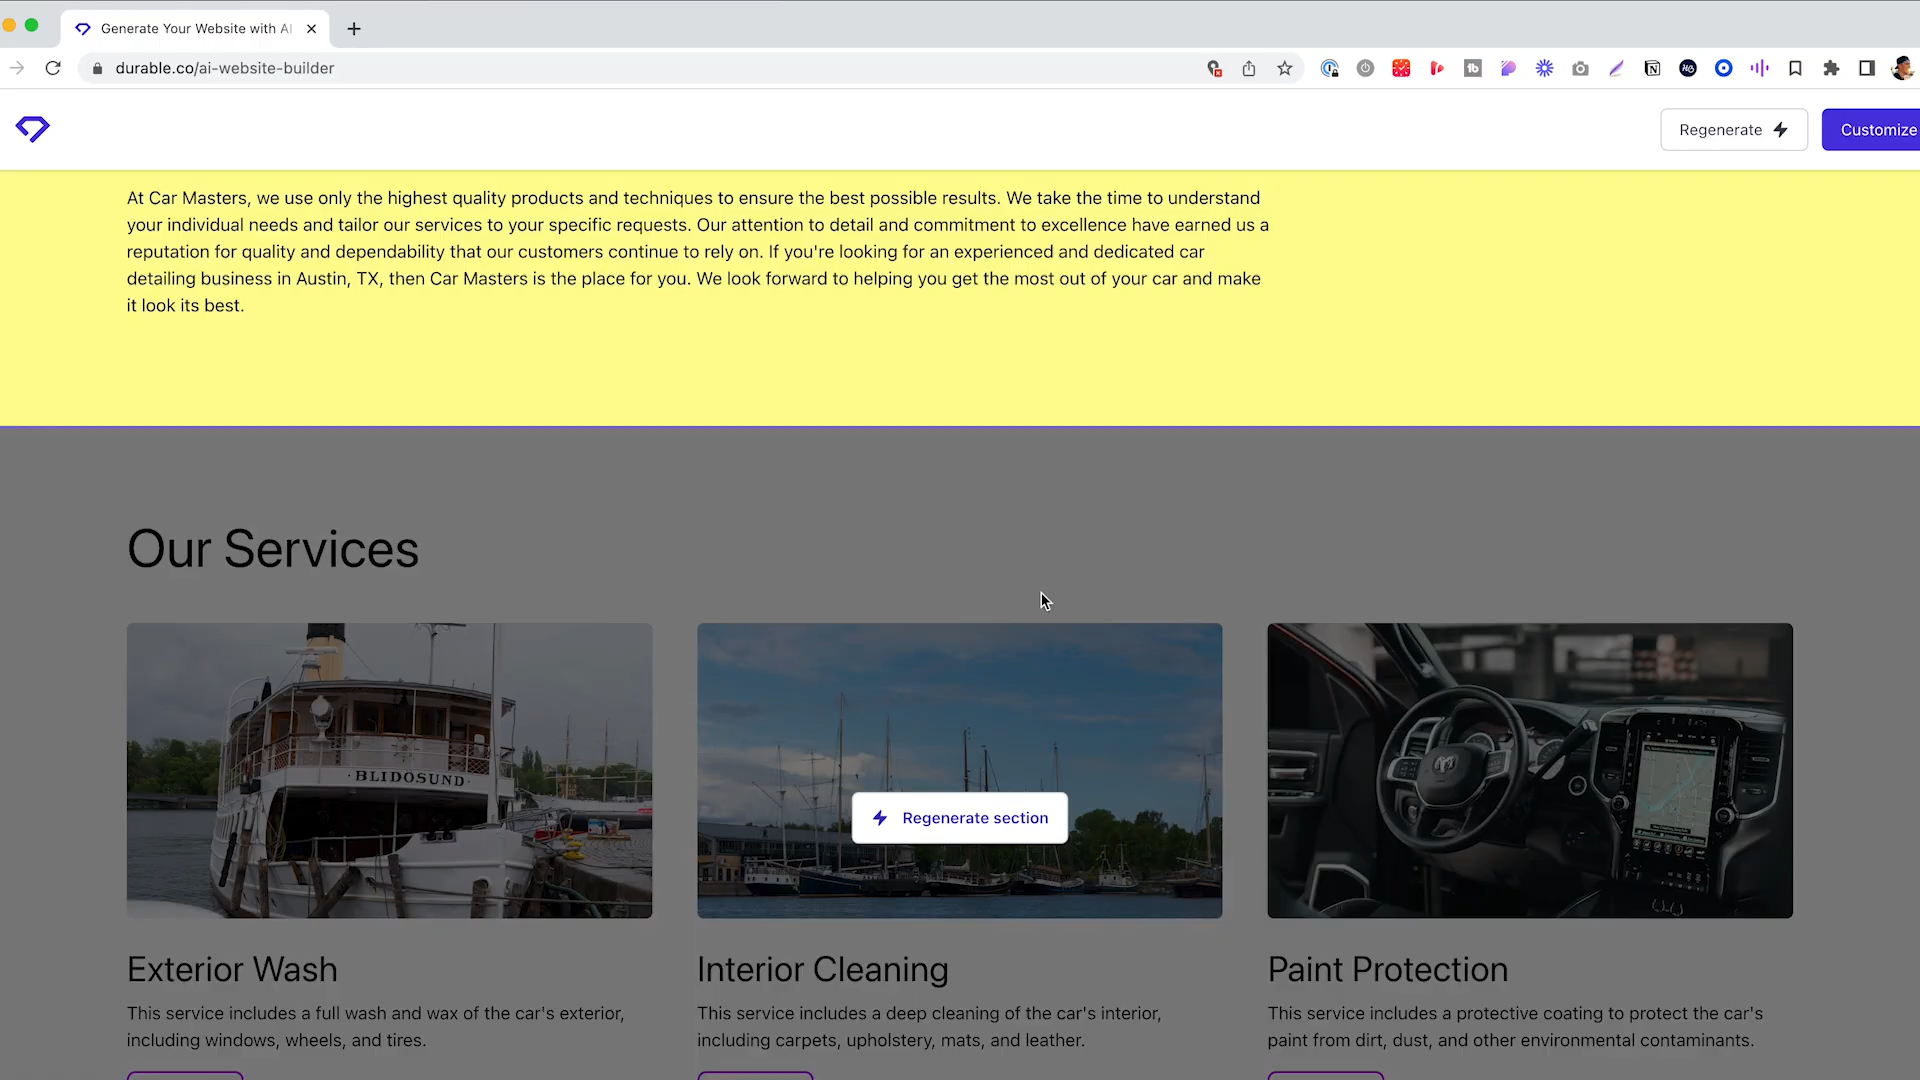 Generate Your Website with AI
durable.co/ai-website-builder
Regenerate
Customize
At Car Masters, we use only the highest quality products and techniques to ensure the best possible results. We take the time to understand
your individual needs and tailor our services to your specific requests. Our attention to detail and commitment to excellence have earned us a
reputation for quality and dependability that our customers continue to rely on. If you're looking for an experienced and dedicated car
detailing business in Austin, TX, then Car Masters is the place for you. We look forward to helping you get the most out of your car and make
it look its best.
Our Services
BLIDÖSUND
Regenerate section
Exterior Wash
Interior Cleaning
Paint Protection
This service includes a full wash and wax of the car's exterior,
including windows, wheels, and tires.
This service includes a deep cleaning of the car's interior,
including carpets, upholstery, mats, and leather.
This service includes a protective coating to protect the car's
paint from dirt, dust, and other environmental contaminants.